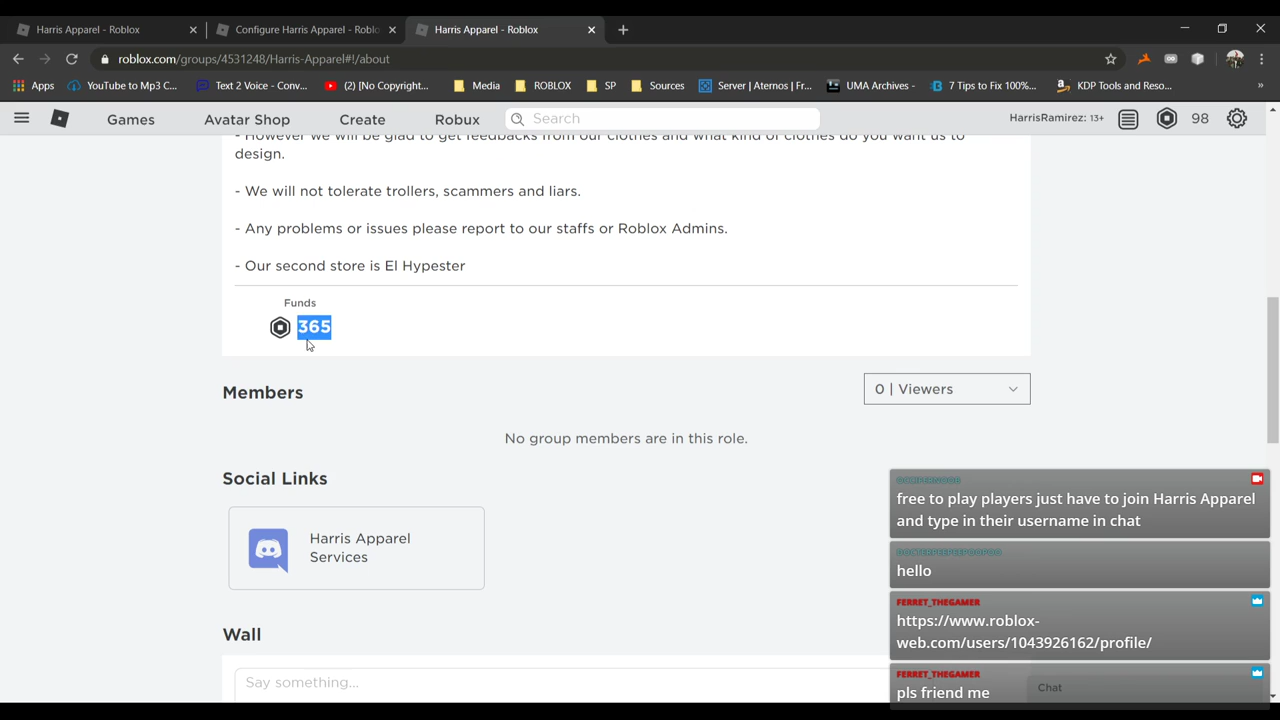 Harris Apparel - Roblox
Configure Harris Apparel - Roblo
Harris Apparel - Roblox
roblox.com/groups/4531248/Harris-Apparel#!/about
Apps
YouTube to Mp3 C...
Text 2 Voice - Conv...
(2) [No Copyright...
Media
ROBLOX
SP
Sources
Server | Aternos | Fr...
UMA Archives -
7 Tips to Fix 100%...
KDP Tools and Reso...
Games
Avatar Shop
Create
Robux
Search
HarrisRamirez: 13+
98
- However we will be glad to get feedbacks from our clothes and what kind of clothes do you want us to
design.
- We will not tolerate trollers, scammers and liars.
- Any problems or issues please report to our staffs or Roblox Admins.
- Our second store is El Hypester
Funds
365
Members
0 | Viewers
No group members are in this role.
Social Links
Harris Apparel
Services
Wall
Say something...
Chat
free to play players just have to join Harris Apparel
and type in their username in chat
hello
FERRET_THEGAMER
https://www.roblox-
web.com/users/1043926162/profile/
FERRET_THEGAMER
pls friend me